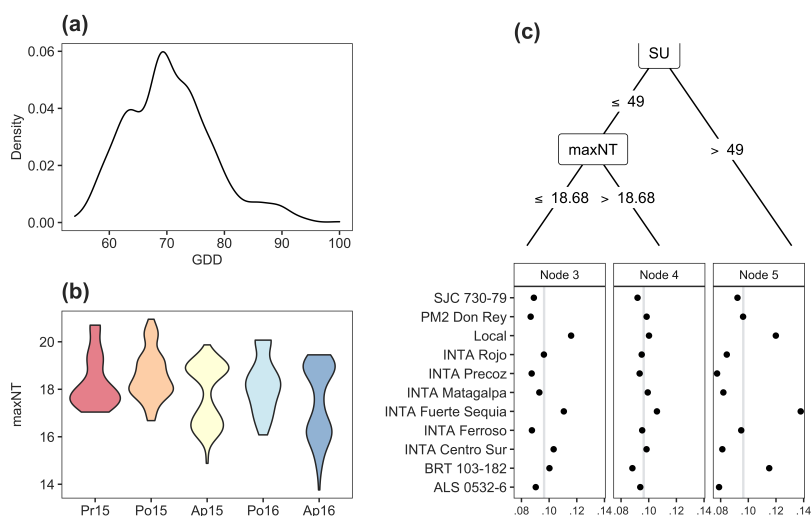 (a)
0.06
0.04
0.02
0.00
Density
60 70 80 90 100
GDD
(b)
20
18
16
14
maxNT
Pr15 Po15 Ap15 Po16 Ap16
(c)
SU
≤ 49
maxNT
> 49
≤ 18.68 > 18.68
Node 3 Node 4 Node 5
SJC 730-79
PM2 Don Rey
Local
INTA Rojo
INTA Precoz
INTA Matagalpa
INTA Fuerte Sequia
INTA Ferroso
INTA Centro Sur
BRT 103-182
ALS 0532-6
.08 .10 .12 .14 .08 .10 .12 .14 .08 .10 .12 .14